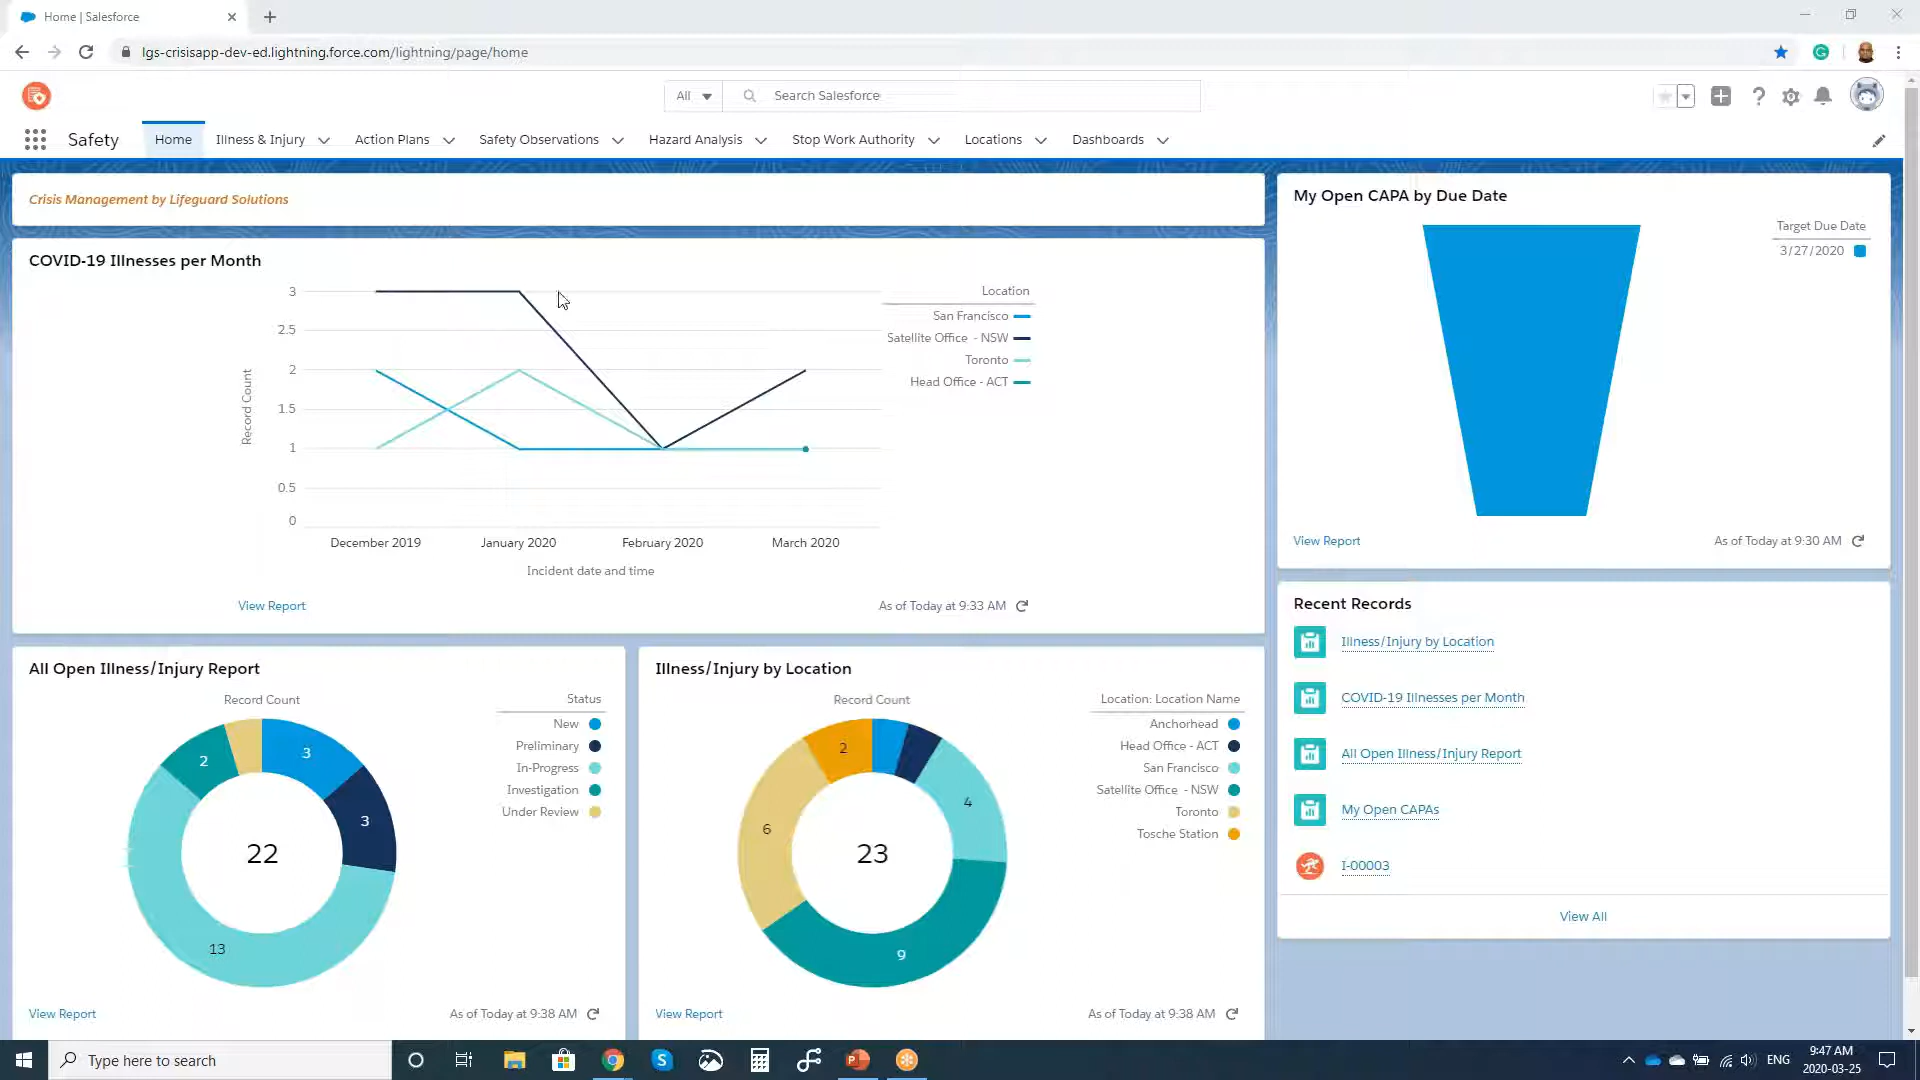 Home | Salesforce
lgs-crisisapp-dev-ed.lightning.force.com/lightning/page/home
All
Search Salesforce
Safety
Home
Illness & Injury
Action Plans
Safety Observations
Hazard Analysis
Stop Work Authority
Locations
Dashboards
Crisis Management by Lifeguard Solutions
COVID-19 Illnesses per Month
3
2.5
2
1.5
1
0.5
0
Record Count
December 2019
January 2020
February 2020
March 2020
Incident date and time
Location
San Francisco
Satellite Office - NSW
Toronto
Head Office - ACT
View Report
As of Today at 9:33 AM
My Open CAPA by Due Date
Target Due Date
3/27/2020
View Report
As of Today at 9:30 AM
All Open Illness/Injury Report
Record Count
3
3
13
2
22
Status
New
Preliminary
In-Progress
Investigation
Under Review
View Report
As of Today at 9:38 AM
Illness/Injury by Location
Record Count
4
9
6
2
23
Location: Location Name
Anchorhead
Head Office - ACT
San Francisco
Satellite Office - NSW
Toronto
Tosche Station
View Report
As of Today at 9:38 AM
Recent Records
Illness/Injury by Location
COVID-19 Illnesses per Month
All Open Illness/Injury Report
My Open CAPAs
I-00003
View All
Type here to search
ENG
9:47 AM
2020-03-25